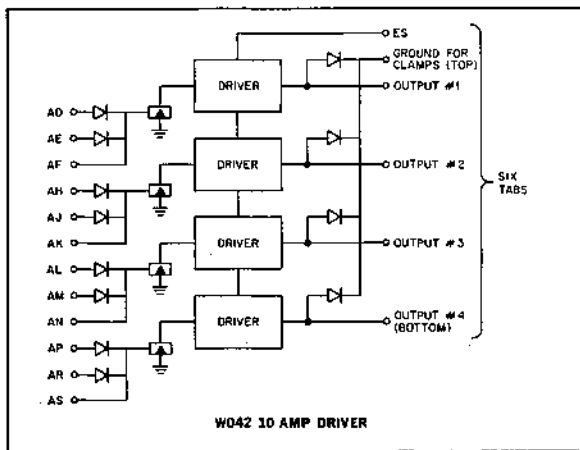 ES
GROUND FOR
CLAMPS (TOP)
DRIVER
OUTPUT #1
AD
AE
AF
DRIVER
OUTPUT #2
AH
AJ
AK
SIX
TABS
DRIVER
OUTPUT #3
AL
AM
AN
DRIVER
OUTPUT #4
(BOTTOM)
AP
AR
AS
W042 10 AMP DRIVER